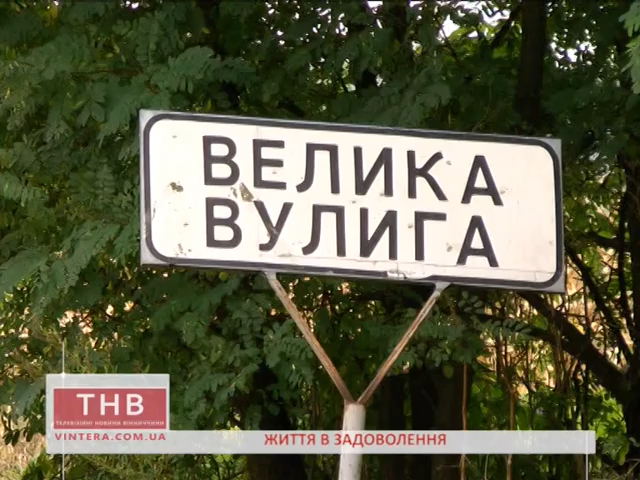 ВЕЛИКА
ВУЛИГА
ТНВ
ТЕЛЕВІЗІЙНІ НОВИНИ ВІННИЧЧИНИ
VINTERA.COM.UA
ЖИТТЯ В ЗАДОВОЛЕННЯ